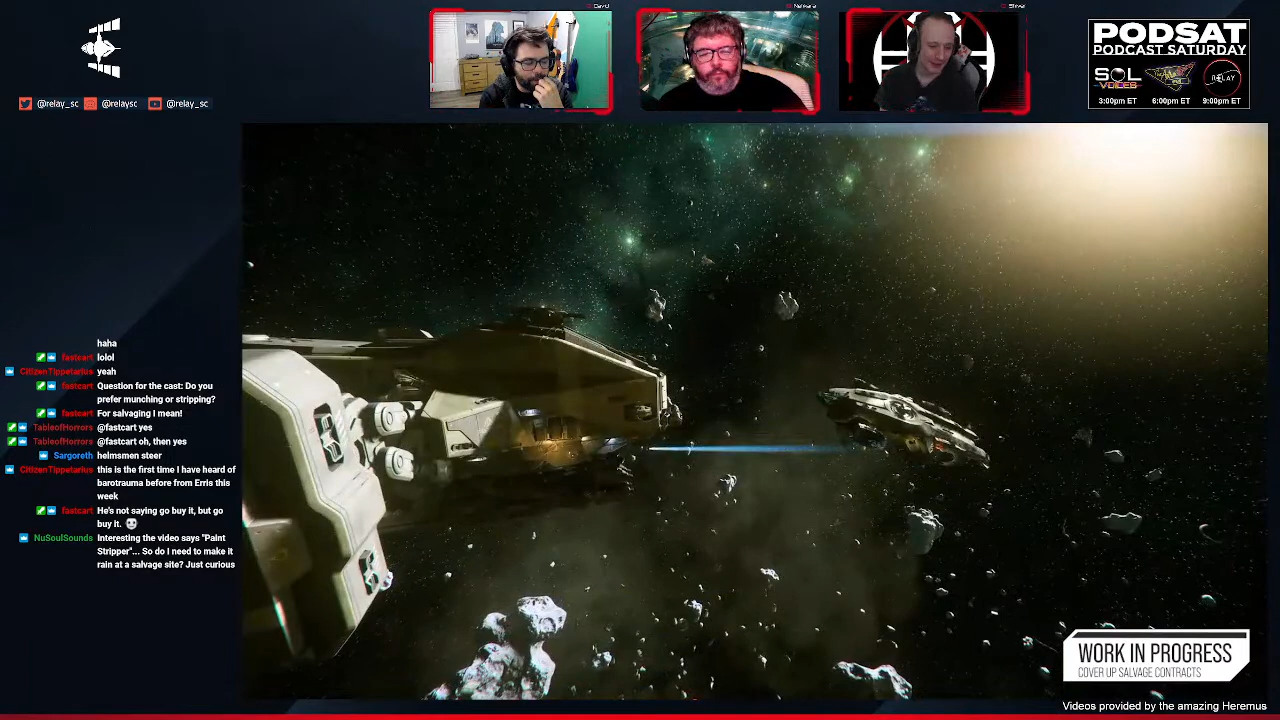 DavyD
Nehkara
Silver
PODSAT
PODCAST SATURDAY
SOL
VOICES
RELAY
3:00pm ET
6:00pm ET
9:00pm ET
@relay_sc
@relaysc
@relay_sc
haha
fastcart lolol
CitizenTippetarius yeah
fastcart Question for the cast: Do you
prefer munching or stripping?
fastcart For salvaging I mean!
TableofHorrors @fastcart yes
TableofHorrors @fastcart oh, then yes
Sargoreth helmsmen steer
CitizenTippetarius this is the first time I have heard of
barotrauma before from Erris this
week
fastcart He's not saying go buy it, but go
buy it.
NuSoulSounds Interesting the video says "Paint
Stripper"... So do I need to make it
rain at a salvage site? Just curious
WORK IN PROGRESS
COVER UP SALVAGE CONTRACTS
Videos provided by the amazing Heremus